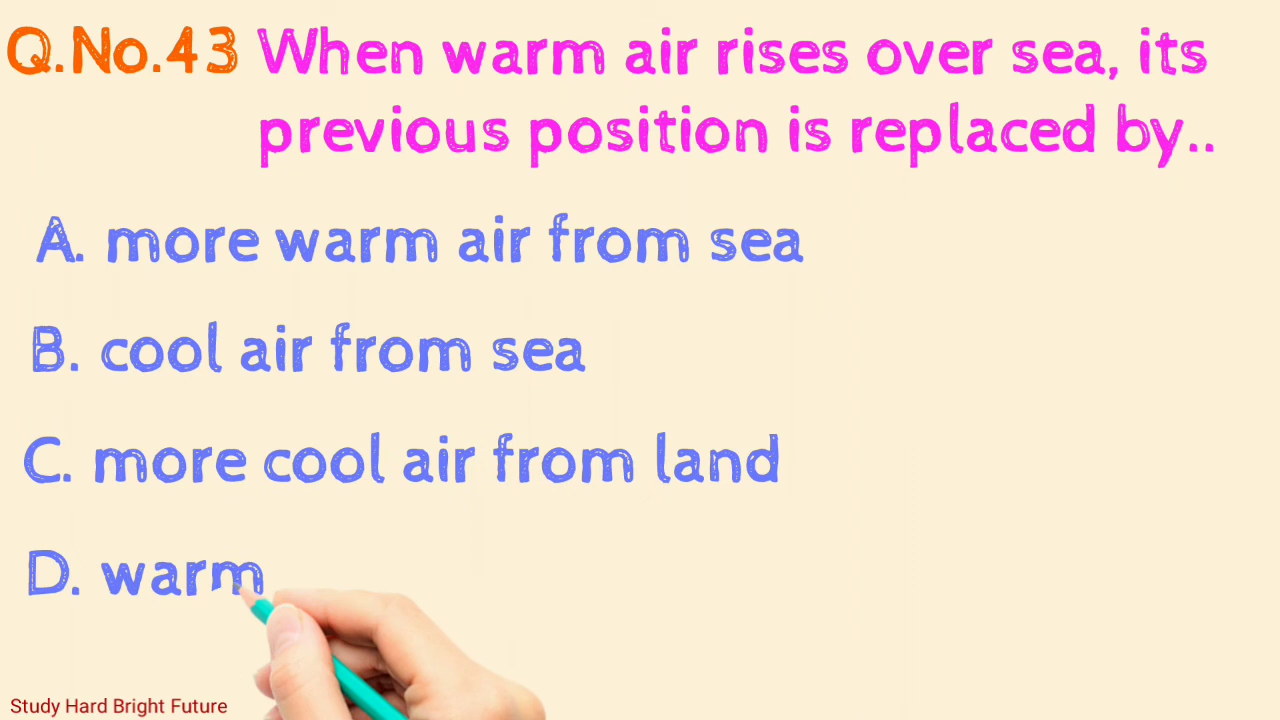 Q.No.43 When warm air rises over sea, its
previous position is replaced by..
A. more warm air from sea
B. cool air from sea
C. more cool air from land
D. warm
Study Hard Bright Future